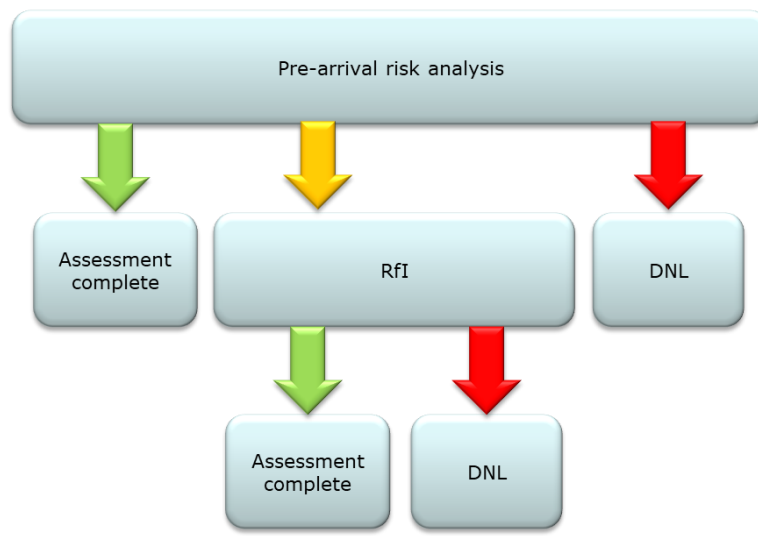 Pre-arrival risk analysis
Assessment
complete
RfI
DNL
Assessment
complete
DNL